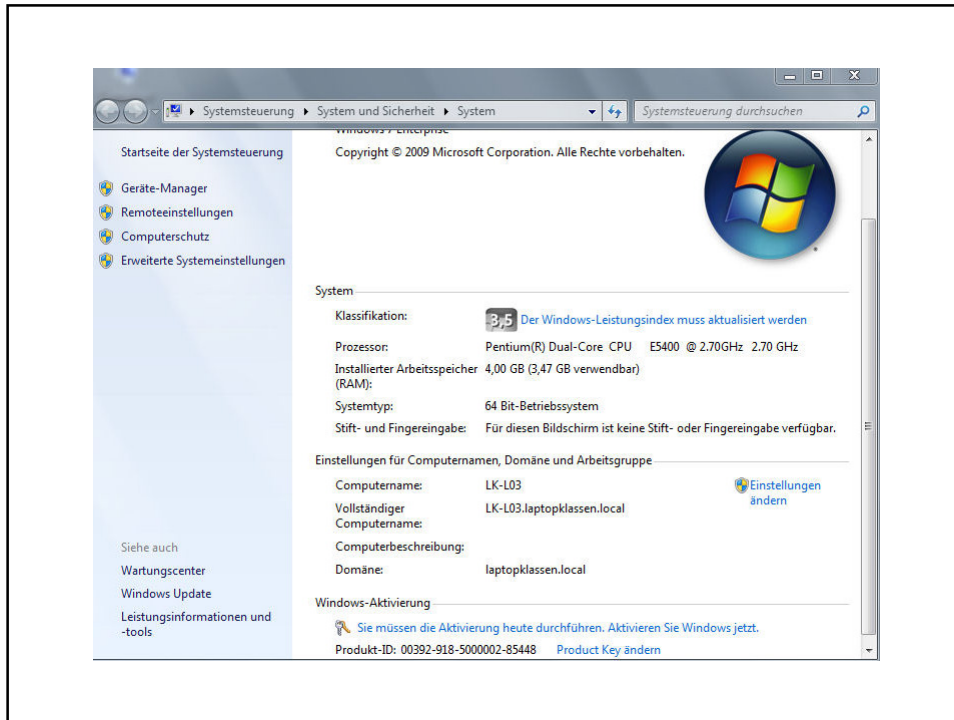 Systemsteuerung ▸ System und Sicherheit ▸ System
Systemsteuerung durchsuchen
Startseite der Systemsteuerung
Geräte-Manager
Remoteeinstellungen
Computerschutz
Erweiterte Systemeinstellungen
Siehe auch
Wartungscenter
Windows Update
Leistungsinformationen und
-tools
Windows 7 Enterprise
Copyright © 2009 Microsoft Corporation. Alle Rechte vorbehalten.
System
Klassifikation: 3,5 Der Windows-Leistungsindex muss aktualisiert werden
Prozessor: Pentium(R) Dual-Core CPU E5400 @ 2.70GHz 2.70 GHz
Installierter Arbeitsspeicher 4,00 GB (3,47 GB verwendbar)
(RAM):
Systemtyp: 64 Bit-Betriebssystem
Stift- und Fingereingabe: Für diesen Bildschirm ist keine Stift- oder Fingereingabe verfügbar.
Einstellungen für Computernamen, Domäne und Arbeitsgruppe
Computername: LK-L03 Einstellungen
ändern
Vollständiger LK-L03.laptopklassen.local
Computername:
Computerbeschreibung:
Domäne: laptopklassen.local
Windows-Aktivierung
Sie müssen die Aktivierung heute durchführen. Aktivieren Sie Windows jetzt.
Produkt-ID: 00392-918-5000002-85448 Product Key ändern